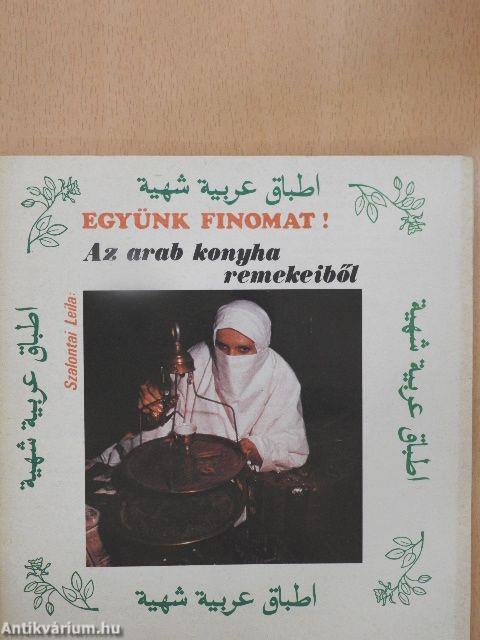 اطباق عربية شهية
EGYÜNK FINOMAT!
Az arab konyha
remekeiből
Szalontai Leila:
اطباق عربية شهية
اطباق عربية شهية
اطباق عربية شهية
Antikvárium.hu